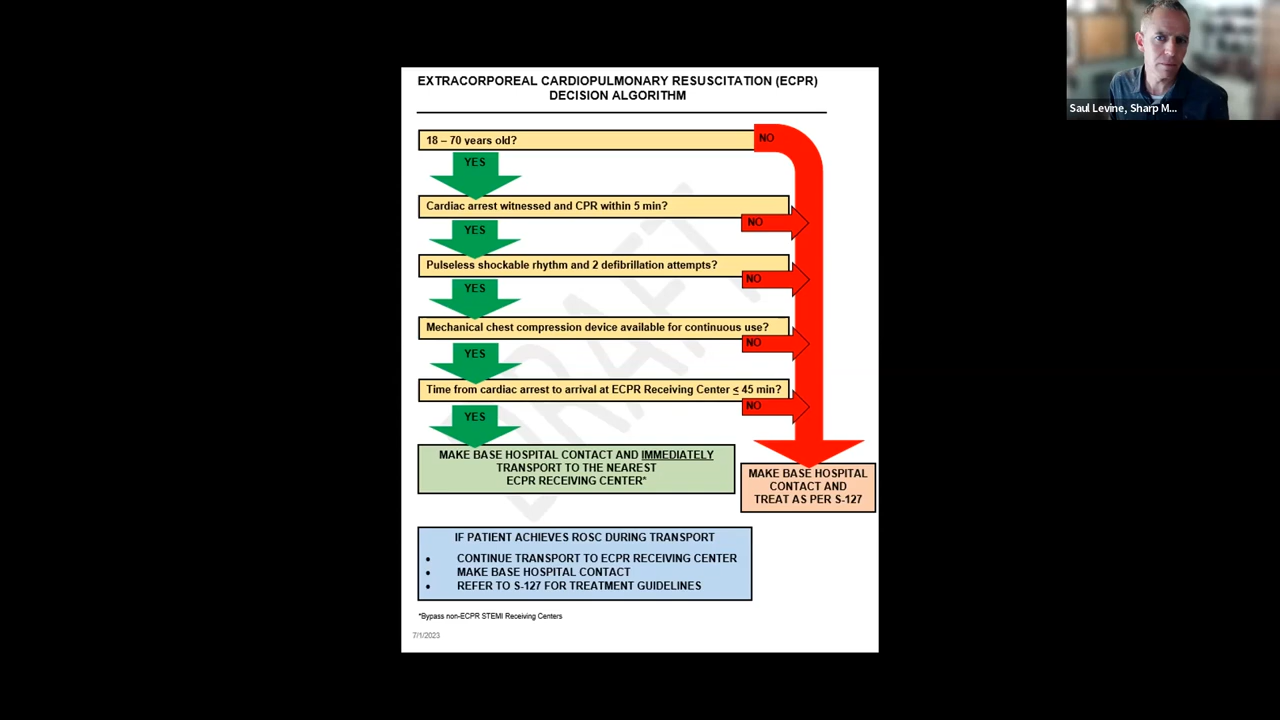 Saul Levine, Sharp M...
EXTRACORPOREAL CARDIOPULMONARY RESUSCITATION (ECPR)
DECISION ALGORITHM
18 – 70 years old?
NO
YES
Cardiac arrest witnessed and CPR within 5 min?
NO
YES
Pulseless shockable rhythm and 2 defibrillation attempts?
NO
YES
Mechanical chest compression device available for continuous use?
NO
YES
Time from cardiac arrest to arrival at ECPR Receiving Center ≤ 45 min?
NO
YES
MAKE BASE HOSPITAL CONTACT AND IMMEDIATELY
TRANSPORT TO THE NEAREST
ECPR RECEIVING CENTER*
MAKE BASE HOSPITAL
CONTACT AND
TREAT AS PER S-127
IF PATIENT ACHIEVES ROSC DURING TRANSPORT
• CONTINUE TRANSPORT TO ECPR RECEIVING CENTER
• MAKE BASE HOSPITAL CONTACT
• REFER TO S-127 FOR TREATMENT GUIDELINES
*Bypass non-ECPR STEMI Receiving Centers
7/1/2023
DRAFT